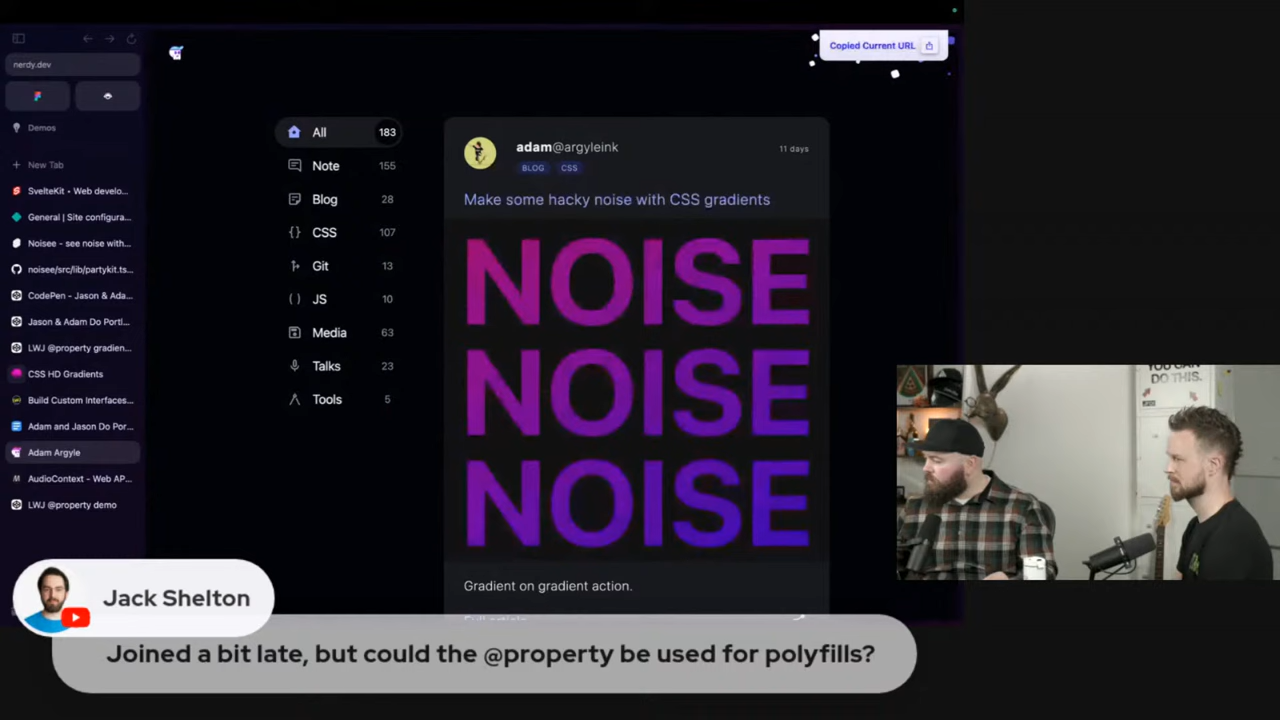 Copied Current URL
nerdy.dev
Demos
New Tab
SvelteKit • Web develo...
General | Site configura...
Noisee - see noise with...
noisee/src/lib/partykit.ts...
CodePen - Jason & Ada...
Jason & Adam Do Portl...
LWJ @property gradien...
CSS HD Gradients
Build Custom Interfaces...
Adam and Jason Do Por...
Adam Argyle
AudioContext - Web AP...
LWJ @property demo
All 183
Note 155
Blog 28
CSS 107
Git 13
JS 10
Media 63
Talks 23
Tools 5
adam@argyleink 11 days
BLOG CSS
Make some hacky noise with CSS gradients
NOISE
NOISE
NOISE
Gradient on gradient action.
Full article
YOU CAN
DO THIS.
Jack Shelton
Joined a bit late, but could the @property be used for polyfills?